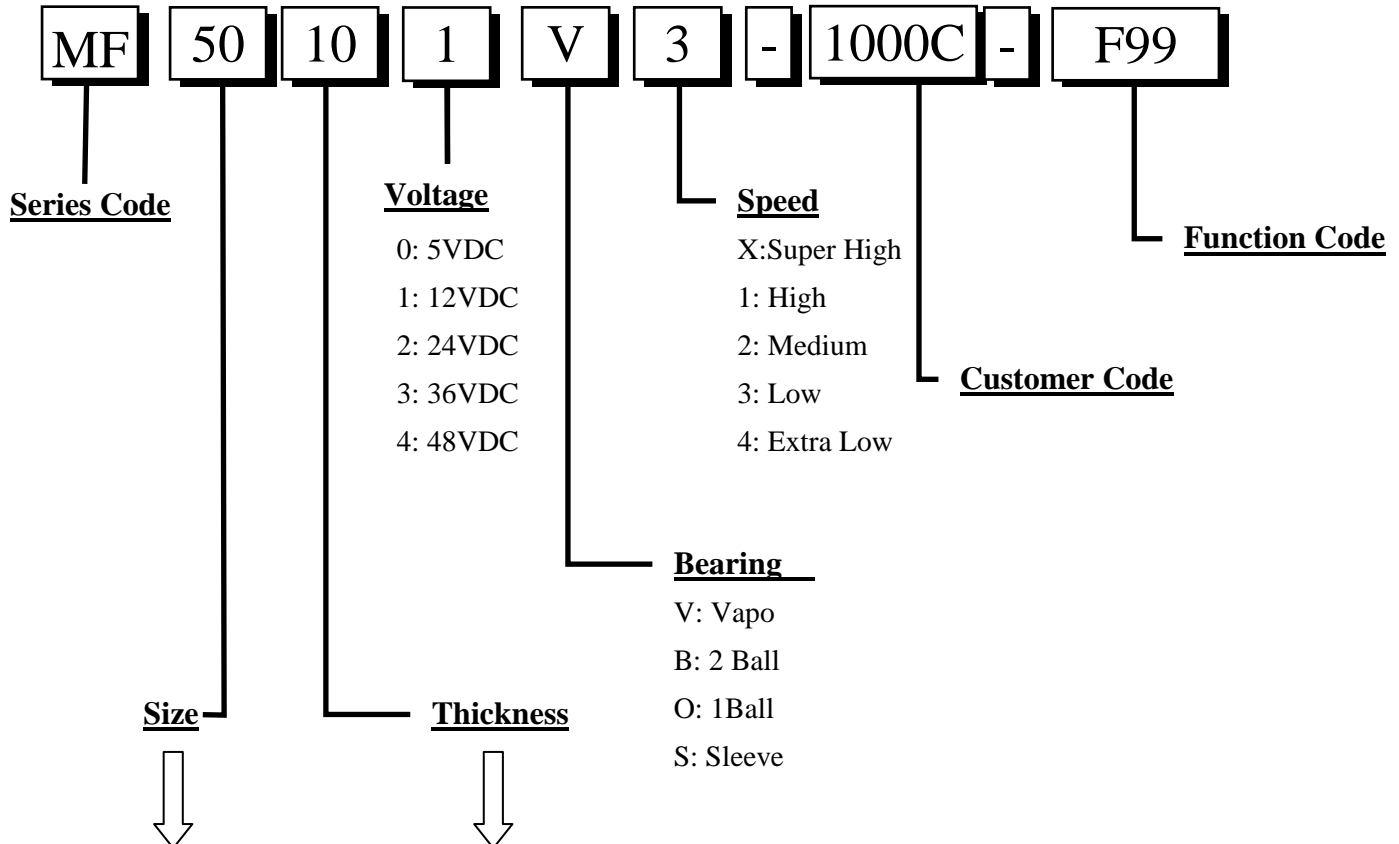 MF 50 10 1 V 3 - 1000C - F99
Series Code
Voltage
0: 5VDC
1: 12VDC
2: 24VDC
3: 36VDC
4: 48VDC
Speed
X:Super High
1: High
2: Medium
3: Low
4: Extra Low
Function Code
Customer Code
Bearing
V: Vapo
B: 2 Ball
O: 1Ball
S: Sleeve
Size
Thickness